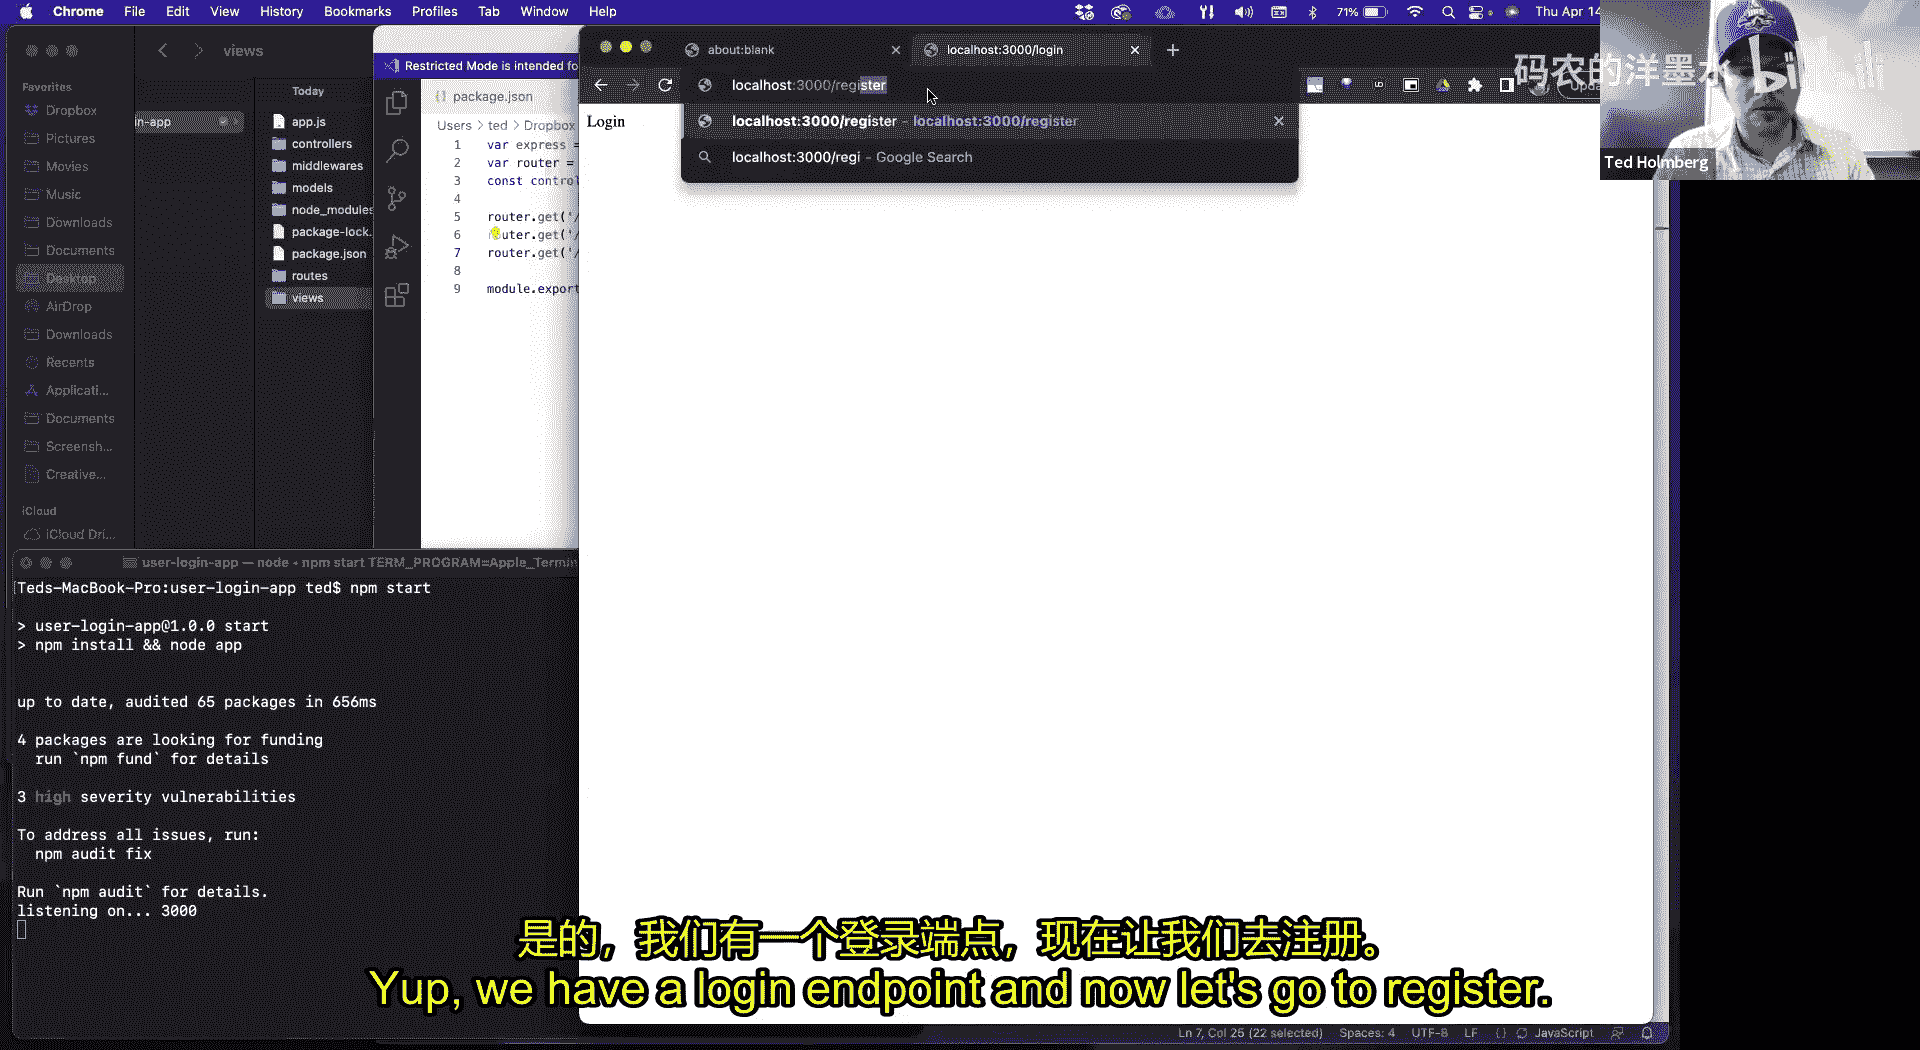 Chrome File Edit View History Bookmarks Profiles Tab Window Help
71%
Thu Apr 14
views
Favorites
Dropbox
Pictures
Movies
Music
Downloads
Documents
Desktop
AirDrop
Downloads
Recents
Applicati...
Documents
Screensh...
Creative...
iCloud
iCloud Dri...
in-app
Today
app.js
controllers
middlewares
models
node_modules
package-lock.
package.json
routes
views
Restricted Mode is intended fo
{} package.json
Users > ted > Dropbox
1 var express =
2 var router =
3 const control
4
5 router.get('/
6 router.get('/
7 router.get('/
8
9 module.export
about:blank
localhost:3000/login
localhost:3000/register
localhost:3000/register - localhost:3000/register
localhost:3000/regi - Google Search
Login
码农的洋墨水
bilibili
Ted Holmberg
user-login-app — node ◂ npm start TERM_PROGRAM=Apple_Termin
Teds-MacBook-Pro:user-login-app ted$ npm start
> user-login-app@1.0.0 start
> npm install && node app
up to date, audited 65 packages in 656ms
4 packages are looking for funding
run `npm fund` for details
3 high severity vulnerabilities
To address all issues, run:
npm audit fix
Run `npm audit` for details.
listening on... 3000
是的，我们有一个登录端点，现在让我们去注册。
Yup, we have a login endpoint and now let's go to register.
Ln 7, Col 25 (22 selected) Spaces: 4 UTF-8 LF {} JavaScript